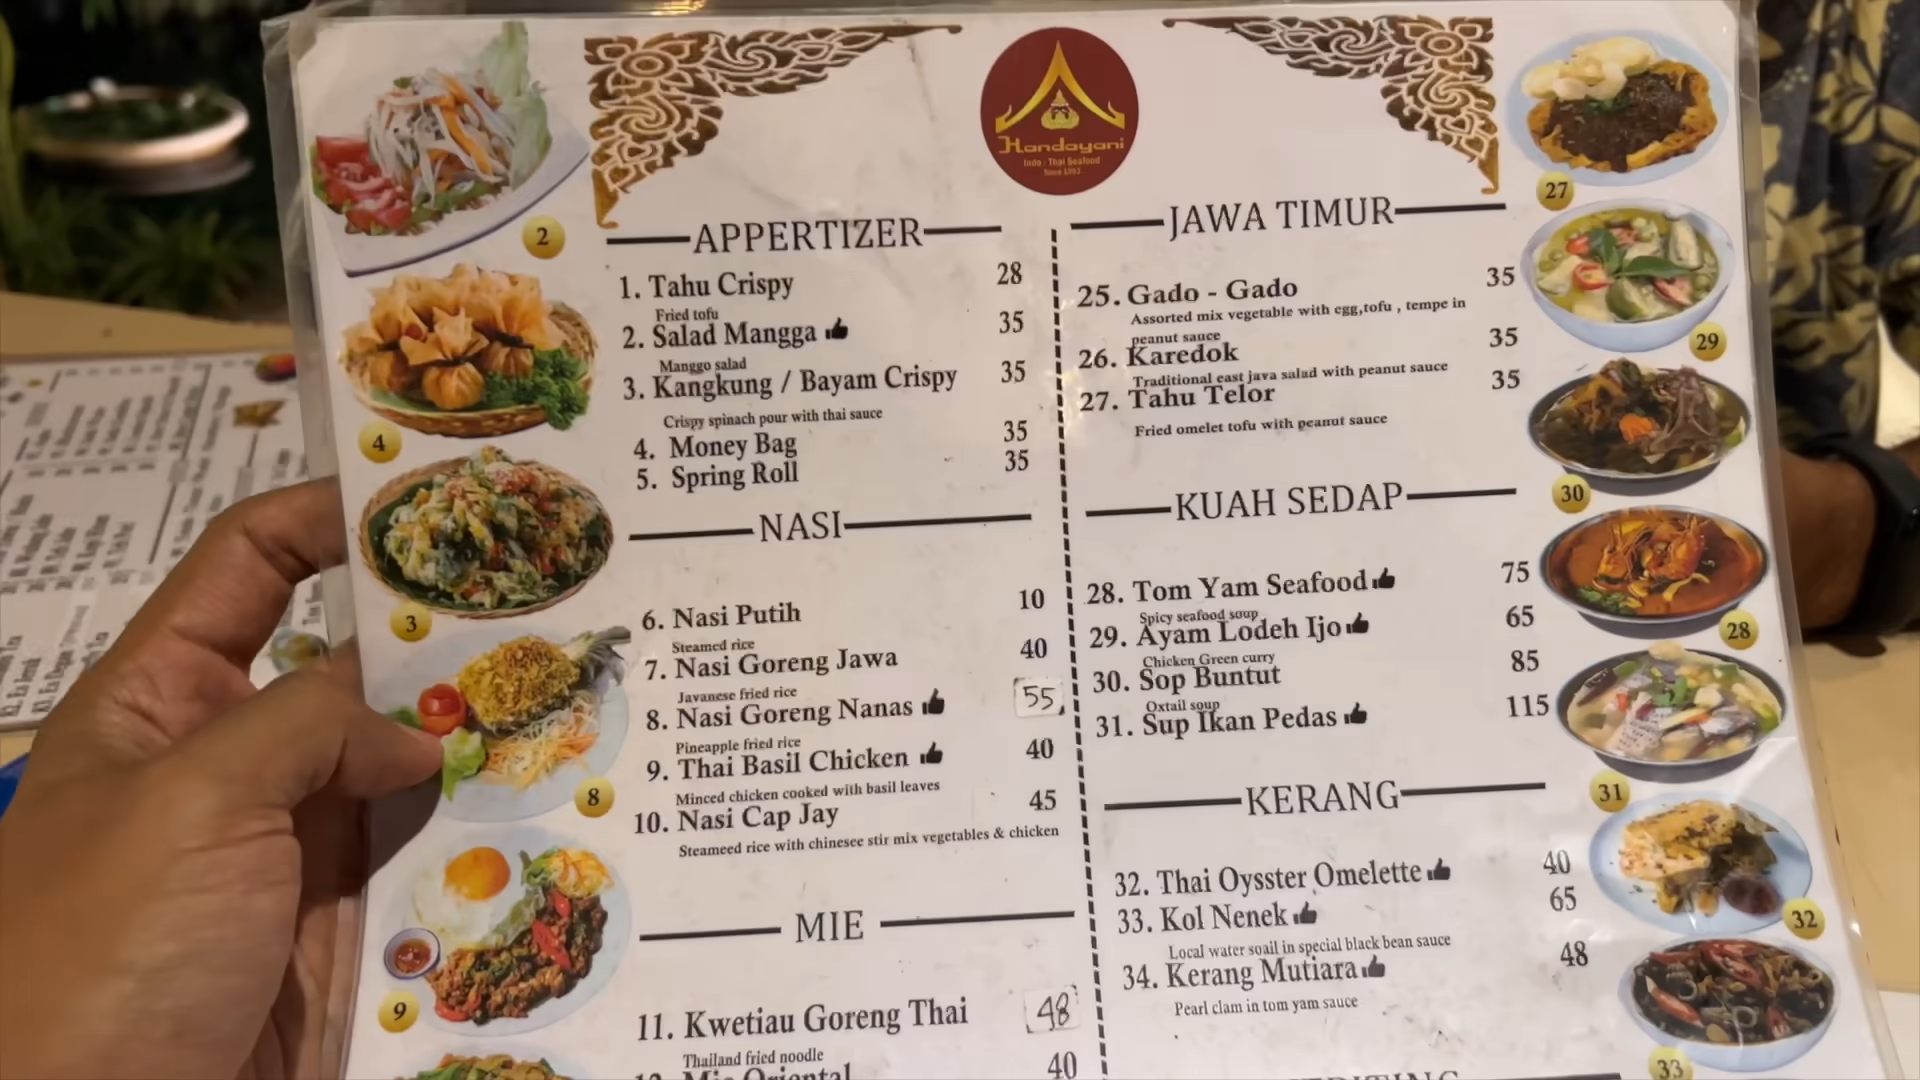 Handayani
Indo - Thai Seafood
Since 1993
APPERTIZER
1. Tahu Crispy 28
Fried tofu
2. Salad Mangga 35
Manggo salad
3. Kangkung / Bayam Crispy 35
Crispy spinach pour with thai sauce
4. Money Bag 35
5. Spring Roll 35
NASI
6. Nasi Putih 10
Steamed rice
7. Nasi Goreng Jawa 40
Javanese fried rice
8. Nasi Goreng Nanas 55
Pineapple fried rice
9. Thai Basil Chicken 40
Minced chicken cooked with basil leaves
10. Nasi Cap Jay 45
Steameed rice with chinesee stir mix vegetables & chicken
MIE
11. Kwetiau Goreng Thai 48
Thailand fried noodle
12. Mie Oriental 40
JAWA TIMUR
25. Gado - Gado 35
Assorted mix vegetable with egg,tofu , tempe in
peanut sauce
26. Karedok 35
Traditional east java salad with peanut sauce
27. Tahu Telor 35
Fried omelet tofu with peanut sauce
KUAH SEDAP
28. Tom Yam Seafood 75
Spicy seafood soup
29. Ayam Lodeh Ijo 65
Chicken Green curry
30. Sop Buntut 85
Oxtail soup
31. Sup Ikan Pedas 115
KERANG
32. Thai Oysster Omelette 40
33. Kol Nenek 65
Local water soail in special black bean sauce
34. Kerang Mutiara 48
Pearl clam in tom yam sauce
2
4
3
8
9
27
29
30
28
31
32
33